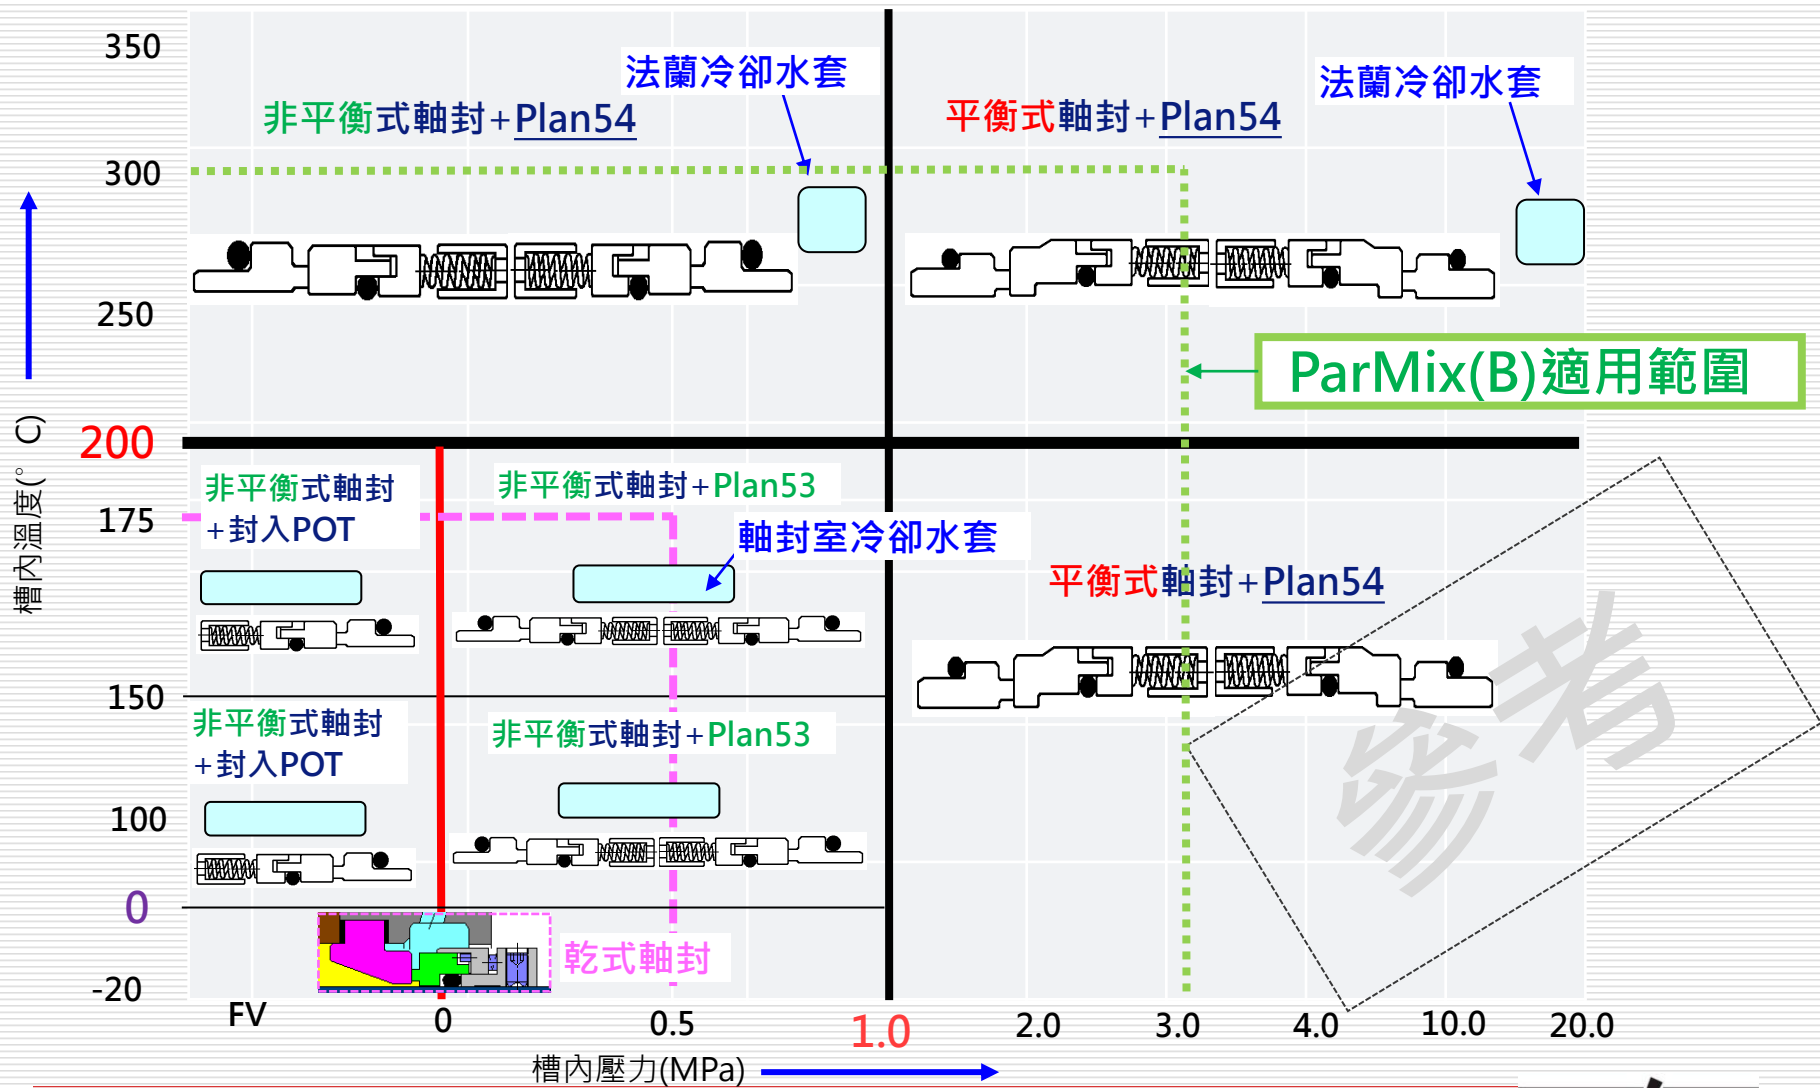 350
法蘭冷卻水套
法蘭冷卻水套
非平衡式軸封+Plan54
平衡式軸封+Plan54
300
250
ParMix(B)適用範圍
槽內溫度(°C)
200
非平衡式軸封
+封入POT
非平衡式軸封+Plan53
175
軸封室冷卻水套
平衡式軸封+Plan54
150
非平衡式軸封
+封入POT
非平衡式軸封+Plan53
參考
100
0
乾式軸封
-20
FV
0
0.5
1.0
2.0
3.0
4.0
10.0
20.0
槽內壓力(MPa)